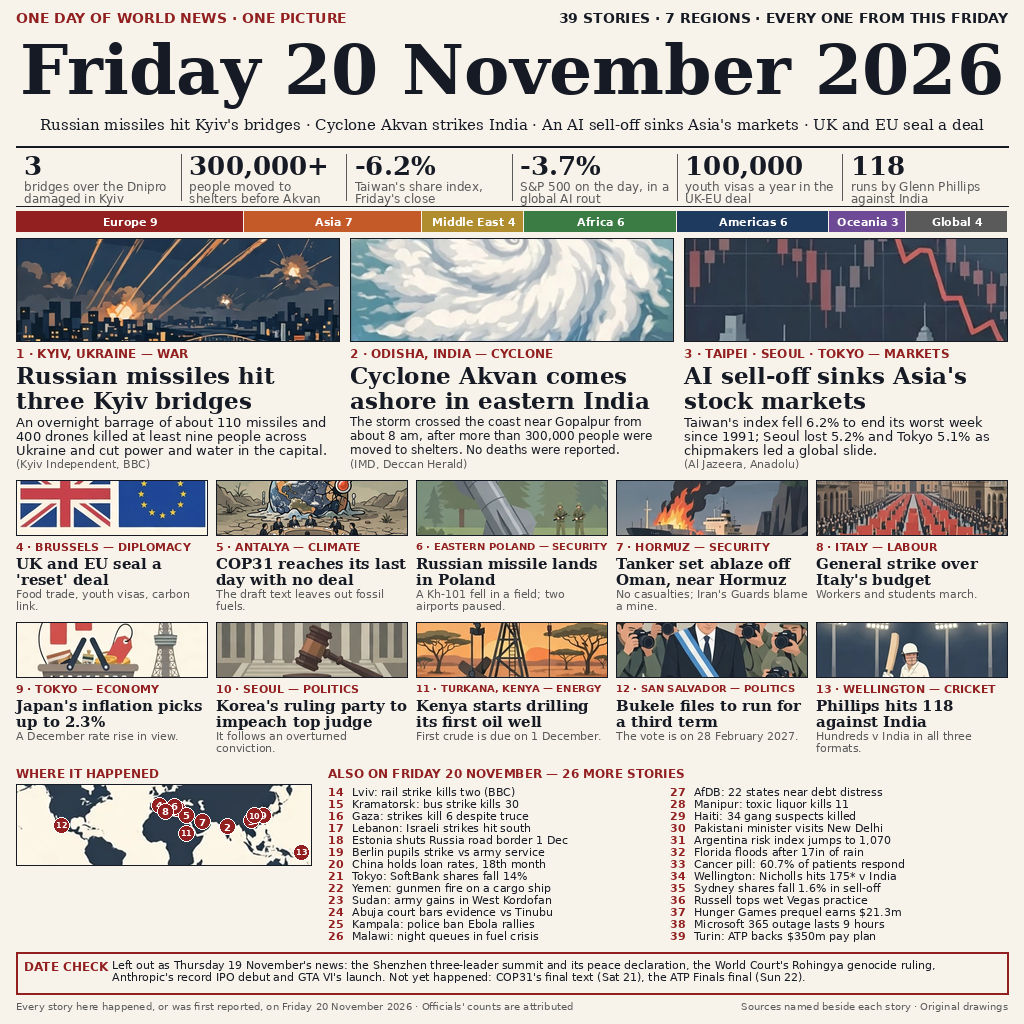 ONE DAY OF WORLD NEWS · ONE PICTURE
39 STORIES · 7 REGIONS · EVERY ONE FROM THIS FRIDAY
Friday 20 November 2026
Russian missiles hit Kyiv's bridges · Cyclone Akvan strikes India · An AI sell-off sinks Asia's markets · UK and EU seal a deal
3
bridges over the Dnipro
damaged in Kyiv
300,000+
people moved to
shelters before Akvan
-6.2%
Taiwan's share index,
Friday's close
-3.7%
S&P 500 on the day, in a
global AI rout
100,000
youth visas a year in the
UK-EU deal
118
runs by Glenn Phillips
against India
Europe 9
Asia 7
Middle East 4
Africa 6
Americas 6
Oceania 3
Global 4
1 · KYIV, UKRAINE — WAR
Russian missiles hit
three Kyiv bridges
An overnight barrage of about 110 missiles and
400 drones killed at least nine people across
Ukraine and cut power and water in the capital.
(Kyiv Independent, BBC)
2 · ODISHA, INDIA — CYCLONE
Cyclone Akvan comes
ashore in eastern India
The storm crossed the coast near Gopalpur from
about 8 am, after more than 300,000 people were
moved to shelters. No deaths were reported.
(IMD, Deccan Herald)
3 · TAIPEI · SEOUL · TOKYO — MARKETS
AI sell-off sinks Asia's
stock markets
Taiwan's index fell 6.2% to end its worst week
since 1991; Seoul lost 5.2% and Tokyo 5.1% as
chipmakers led a global slide.
(Al Jazeera, Anadolu)
4 · BRUSSELS — DIPLOMACY
UK and EU seal a
'reset' deal
Food trade, youth visas, carbon
link.
5 · ANTALYA — CLIMATE
COP31 reaches its last
day with no deal
The draft text leaves out fossil
fuels.
6 · EASTERN POLAND — SECURITY
Russian missile lands
in Poland
A Kh-101 fell in a field; two
airports paused.
7 · HORMUZ — SECURITY
Tanker set ablaze off
Oman, near Hormuz
No casualties; Iran's Guards blame
a mine.
8 · ITALY — LABOUR
General strike over
Italy's budget
Workers and students march.
9 · TOKYO — ECONOMY
Japan's inflation picks
up to 2.3%
A December rate rise in view.
10 · SEOUL — POLITICS
Korea's ruling party to
impeach top judge
It follows an overturned
conviction.
11 · TURKANA, KENYA — ENERGY
Kenya starts drilling
its first oil well
First crude is due on 1 December.
12 · SAN SALVADOR — POLITICS
Bukele files to run for
a third term
The vote is on 28 February 2027.
13 · WELLINGTON — CRICKET
Phillips hits 118
against India
Hundreds v India in all three
formats.
WHERE IT HAPPENED
12
8
6
5
11
7
2
10
13
ALSO ON FRIDAY 20 NOVEMBER — 26 MORE STORIES
14 Lviv: rail strike kills two (BBC)
15 Kramatorsk: bus strike kills 30
16 Gaza: strikes kill 6 despite truce
17 Lebanon: Israeli strikes hit south
18 Estonia shuts Russia road border 1 Dec
19 Berlin pupils strike vs army service
20 China holds loan rates, 18th month
21 Tokyo: SoftBank shares fall 14%
22 Yemen: gunmen fire on a cargo ship
23 Sudan: army gains in West Kordofan
24 Abuja court bars evidence vs Tinubu
25 Kampala: police ban Ebola rallies
26 Malawi: night queues in fuel crisis
27 AfDB: 22 states near debt distress
28 Manipur: toxic liquor kills 11
29 Haiti: 34 gang suspects killed
30 Pakistani minister visits New Delhi
31 Argentina risk index jumps to 1,070
32 Florida floods after 17in of rain
33 Cancer pill: 60.7% of patients respond
34 Wellington: Nicholls hits 175* v India
35 Sydney shares fall 1.6% in sell-off
36 Russell tops wet Vegas practice
37 Hunger Games prequel earns $21.3m
38 Microsoft 365 outage lasts 9 hours
39 Turin: ATP backs $350m pay plan
DATE CHECK Left out as Thursday 19 November's news: the Shenzhen three-leader summit and its peace declaration, the World Court's Rohingya genocide ruling,
Anthropic's record IPO debut and GTA VI's launch. Not yet happened: COP31's final text (Sat 21), the ATP Finals final (Sun 22).
Every story here happened, or was first reported, on Friday 20 November 2026 · Officials' counts are attributed
Sources named beside each story · Original drawings